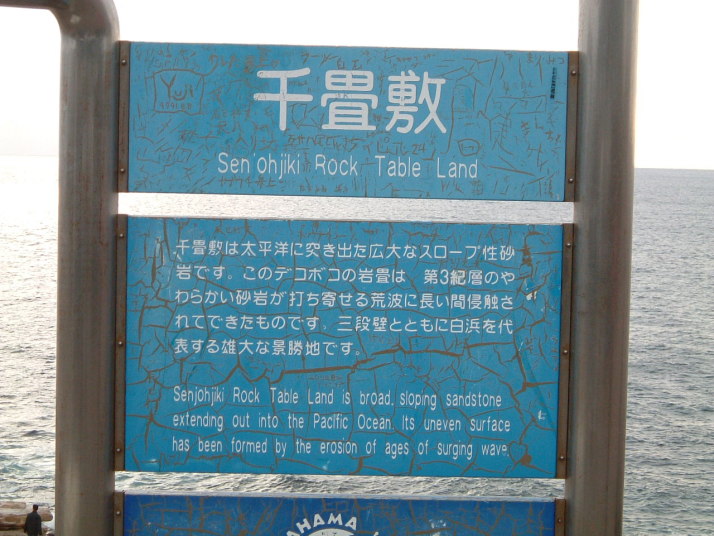 千畳敷
Sen'ohjiki Rock Table Land
千畳敷は太平洋に突き出た広大なスロープ性砂
岩です。このデコボコの岩畳は 第3紀層のや
わらかい砂岩が打ち寄せる荒波に長い間侵触さ
れてできたものです。三段壁とともに白浜を代
表する雄大な景勝地です。
Senjohjiki Rock Table Land is broad, sloping sandstone
extending out into the Pacific Ocean. Its uneven surface
has been formed by the erosion of ages of surging wave
AHAMA